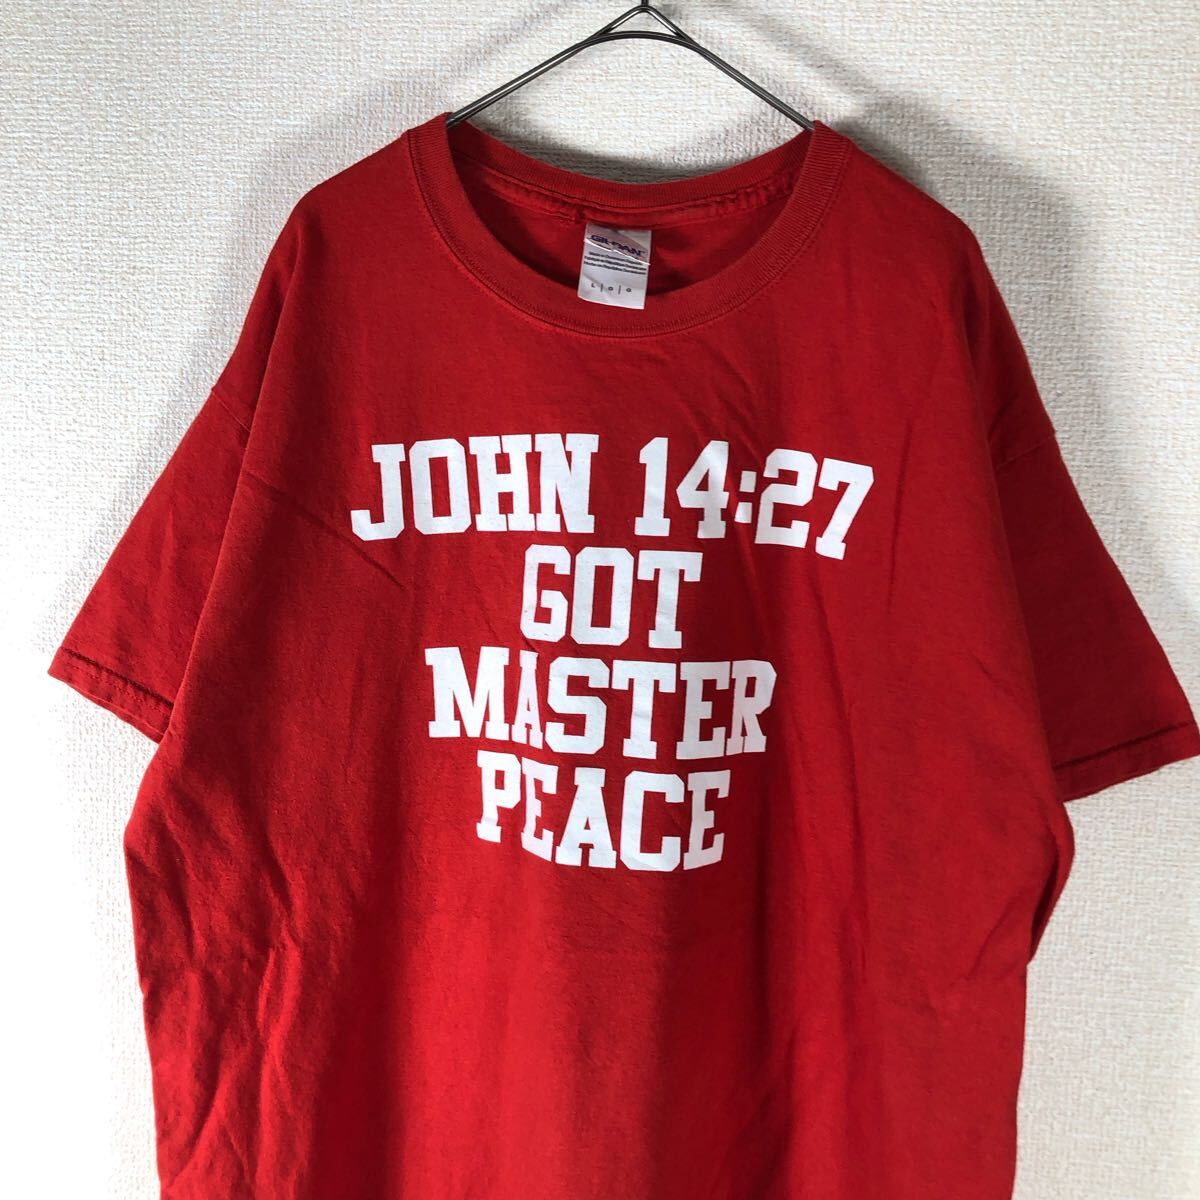 GILDAN
L | G | G
JOHN 14:27
GOT
MASTER
PEACE